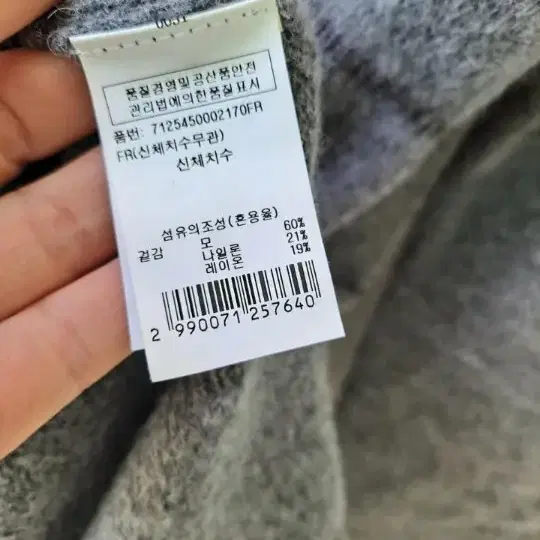 품질경영및공산품안전
관리법에의한품질표시
품번: 7125450002170FR
FR(신체치수무관)
신체치수
섬유의조성(혼용율)
겉감 모 60%
나일론 21%
레이온 19%
2 990071 257640